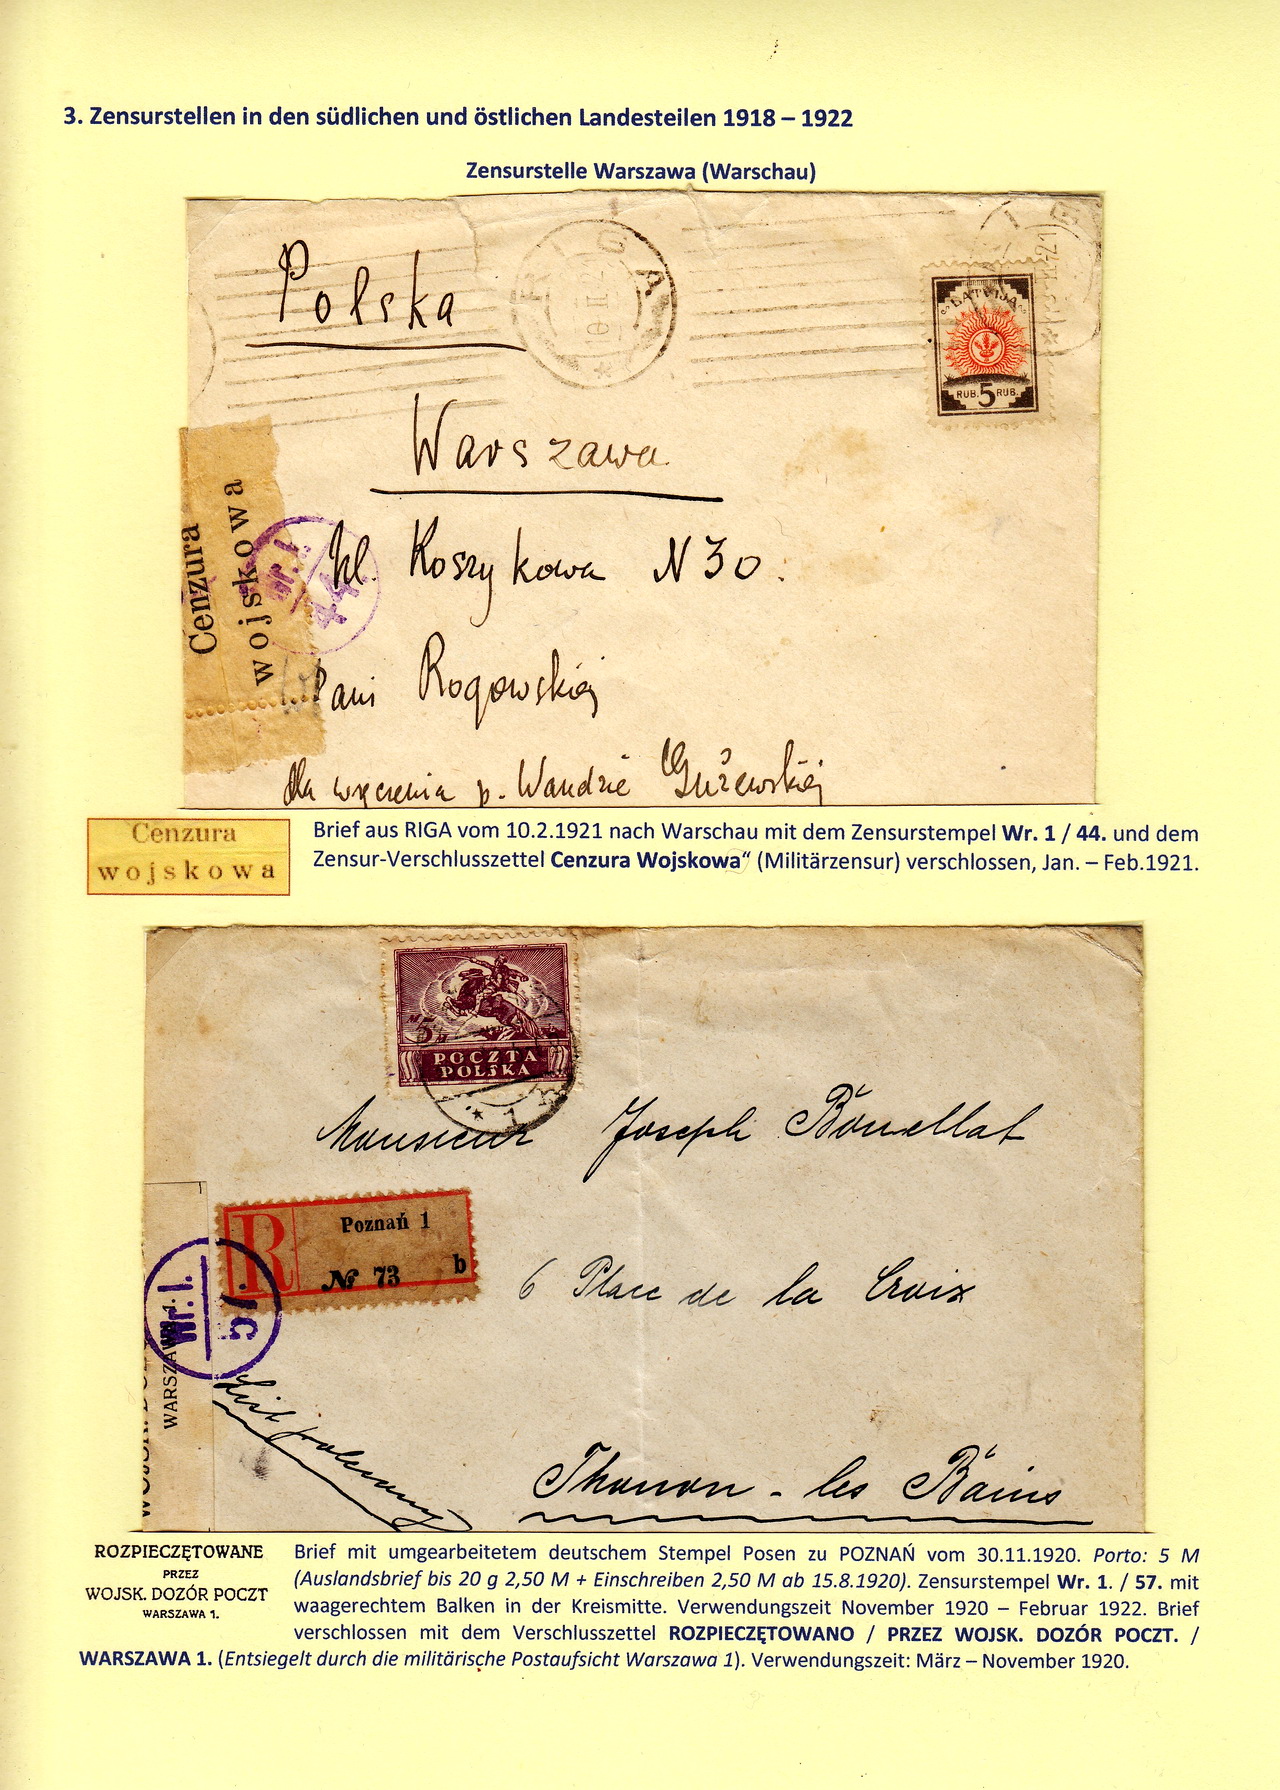 3. Zensurstellen in den südlichen und östlichen Landesteilen 1918 – 1922
Zensurstelle Warszawa (Warschau)
Polska
RIGA
10 II 21
LATVIJA
RUB. 5 RUB.
Warszawa
Cenzura
wojskowa
Wr. I.
44.
Ul. Koszykowa N 30.
Pani Rogowskiej
dla wręczenia p. Wandzie Gużewskiej
Cenzura
wojskowa
Brief aus RIGA vom 10.2.1921 nach Warschau mit dem Zensurstempel Wr. 1 / 44. und dem
Zensur-Verschlusszettel Cenzura Wojskowa“ (Militärzensur) verschlossen, Jan. – Feb.1921.
5
POCZTA
POLSKA
* 1
Monsieur Joseph
R
Poznań 1
№ 73 b
Wr. I.
57.
WARSZAWA 1.
6 Place de la Croix
List polecony
Thonon - les Bains
ROZPIECZĘTOWANE
PRZEZ
WOJSK. DOZÓR POCZT
WARSZAWA 1.
Brief mit umgearbeitetem deutschem Stempel Posen zu POZNAŃ vom 30.11.1920. Porto: 5 M
(Auslandsbrief bis 20 g 2,50 M + Einschreiben 2,50 M ab 15.8.1920). Zensurstempel Wr. 1. / 57. mit
waagerechtem Balken in der Kreismitte. Verwendungszeit November 1920 – Februar 1922. Brief
verschlossen mit dem Verschlusszettel ROZPIECZĘTOWANO / PRZEZ WOJSK. DOZÓR POCZT. /
WARSZAWA 1. (Entsiegelt durch die militärische Postaufsicht Warszawa 1). Verwendungszeit: März – November 1920.